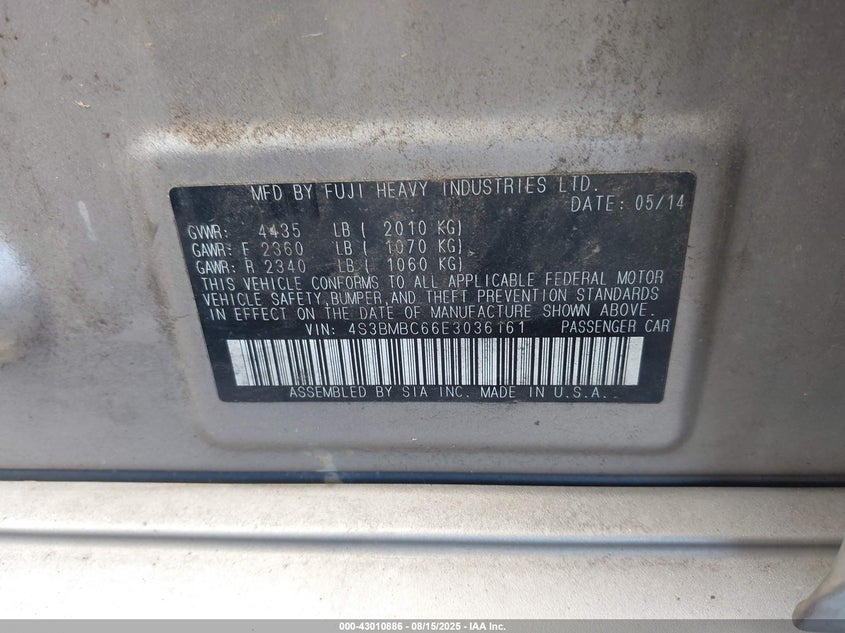 MFD BY FUJI HEAVY INDUSTRIES LTD.
DATE: 05/14
GVWR: 4435 LB ( 2010 KG)
GAWR: F 2360 LB ( 1070 KG)
GAWR: R 2340 LB ( 1060 KG)
THIS VEHICLE CONFORMS TO ALL APPLICABLE FEDERAL MOTOR
VEHICLE SAFETY,BUMPER,AND THEFT PREVENTION STANDARDS
IN EFFECT ON THE DATE OF MANUFACTURE SHOWN ABOVE.
VIN: 4S3BMBC66E3036161 PASSENGER CAR
ASSEMBLED BY SIA INC. MADE IN U.S.A.
000-43010886 - 08/15/2025 - IAA Inc.